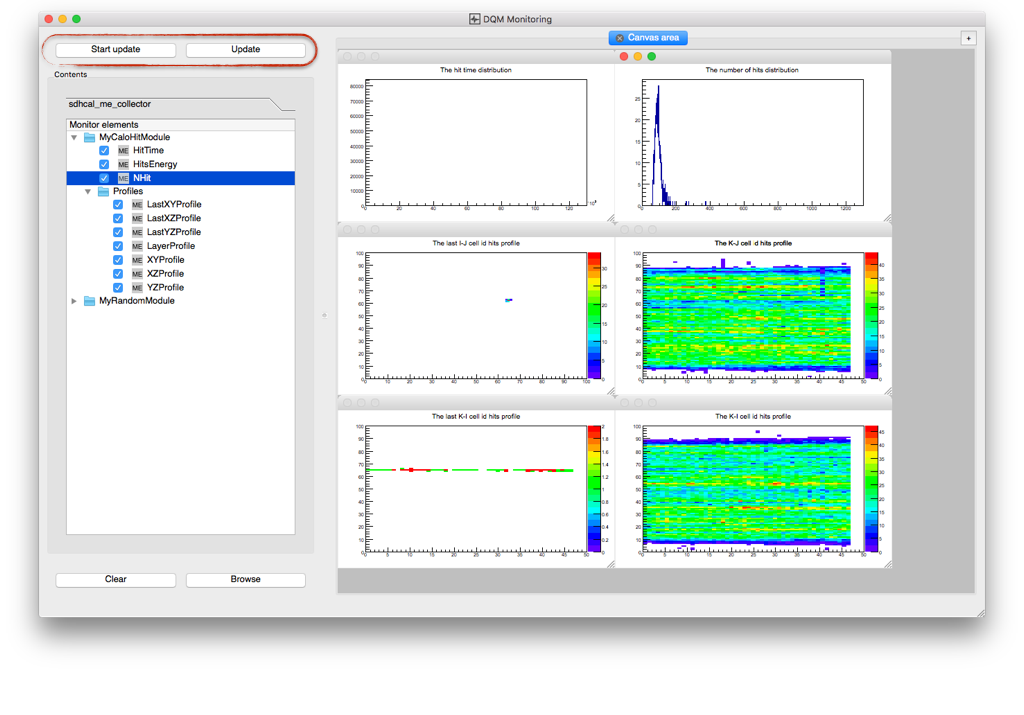 DQM Monitoring
Start update
Update
Canvas area
+
Contents
sdhcal_me_collector
Monitor elements
MyCaloHitModule
ME HitTime
ME HitsEnergy
ME NHit
Profiles
ME LastXYProfile
ME LastXZProfile
ME LastYZProfile
ME LayerProfile
ME XYProfile
ME XZProfile
ME YZProfile
MyRandomModule
Clear
Browse
The hit time distribution
80000
70000
60000
50000
40000
30000
20000
10000
0
0 20 40 60 80 100 120
The number of hits distribution
25
20
15
10
5
0
0 200 400 600 800 1000 1200
The last I-J cell id hits profile
100
90
80
70
60
50
40
30
20
10
0
0 10 20 30 40 50 60 70 80 90 100
30
25
20
15
10
5
0
K-J cell id hits profile
100
90
80
70
60
50
40
30
20
10
0
0 5 10 15 20 25 30 35 40 45 50
40
35
30
25
20
15
10
5
0
The last K-I cell id hits profile
100
90
80
70
60
50
40
30
20
10
0
0 5 10 15 20 25 30 35 40 45 50
2
1.8
1.6
1.4
1.2
1
0.8
0.6
0.4
0.2
0
The K-I cell id hits profile
100
90
80
70
60
50
40
30
20
10
0
0 5 10 15 20 25 30 35 40 45 50
45
40
35
30
25
20
15
10
5
0